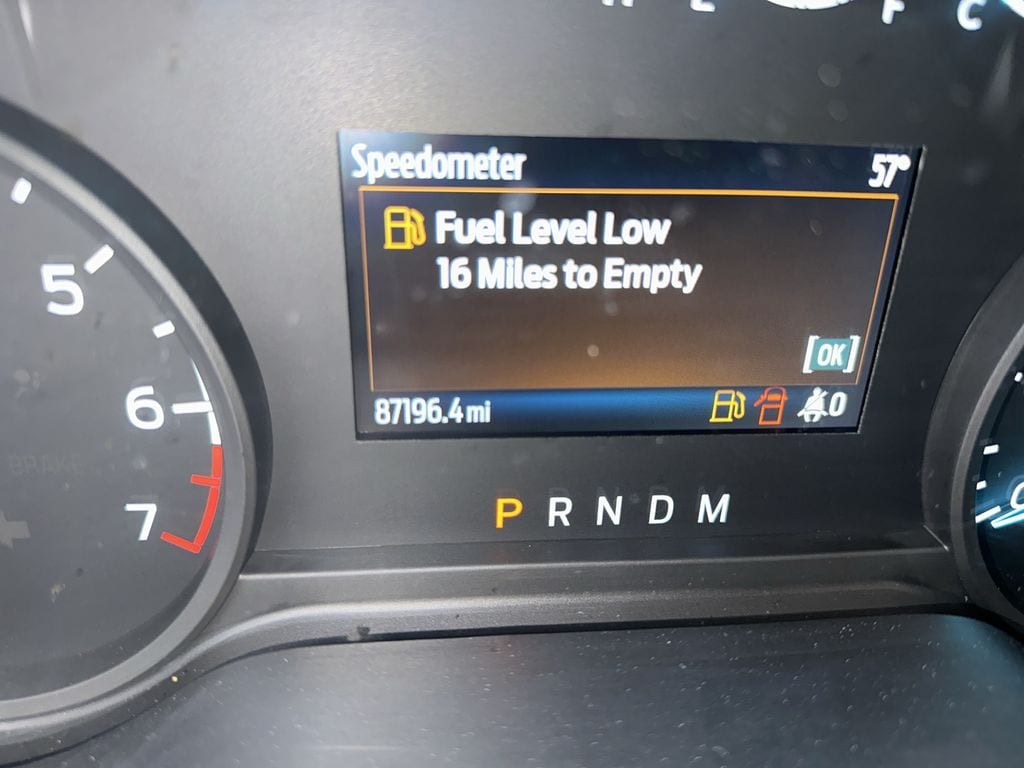 F C
Speedometer 57°
Fuel Level Low
16 Miles to Empty
[OK]
87196.4 mi 0
5
6
7
BRAKE
P R N D M